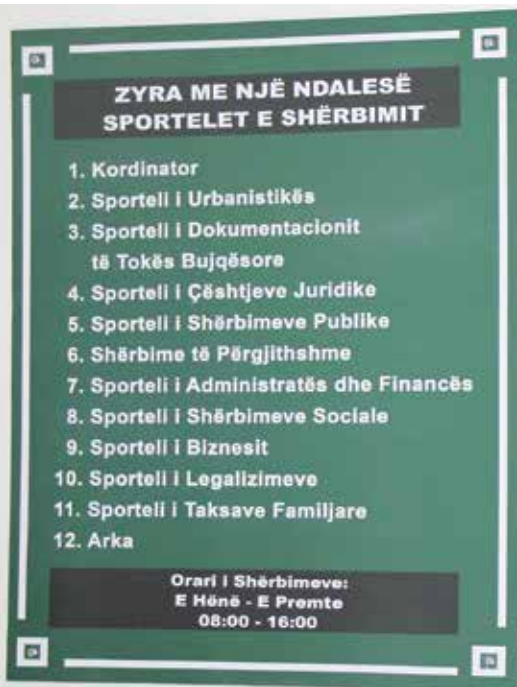 ZYRA ME NJË NDALESË
SPORTELET E SHËRBIMIT
1. Kordinator
2. Sporteli i Urbanistikës
3. Sporteli i Dokumentacionit
të Tokës Bujqësore
4. Sporteli i Çështjeve Juridike
5. Sporteli i Shërbimeve Publike
6. Shërbime të Përgjithshme
7. Sporteli i Administratës dhe Financës
8. Sporteli i Shërbimeve Sociale
9. Sporteli i Biznesit
10. Sporteli i Legalizimeve
11. Sporteli i Taksave Familjare
12. Arka
Orari i Shërbimeve:
E Hënë - E Premte
08:00 - 16:00